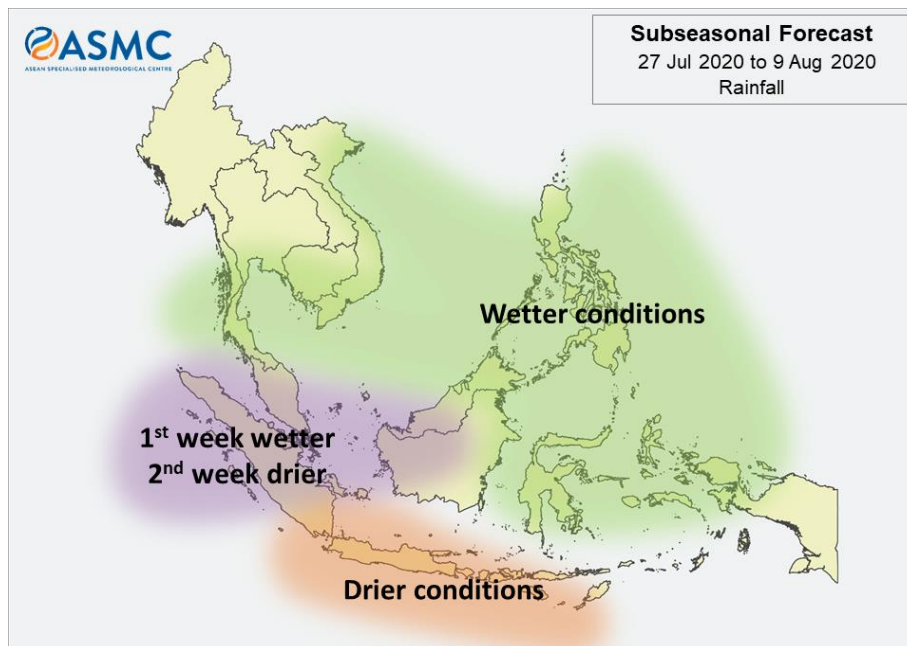 ASMC
ASEAN SPECIALISED METEOROLOGICAL CENTRE
Subseasonal Forecast
27 Jul 2020 to 9 Aug 2020
Rainfall
Wetter conditions
1st week wetter
2nd week drier
Drier conditions